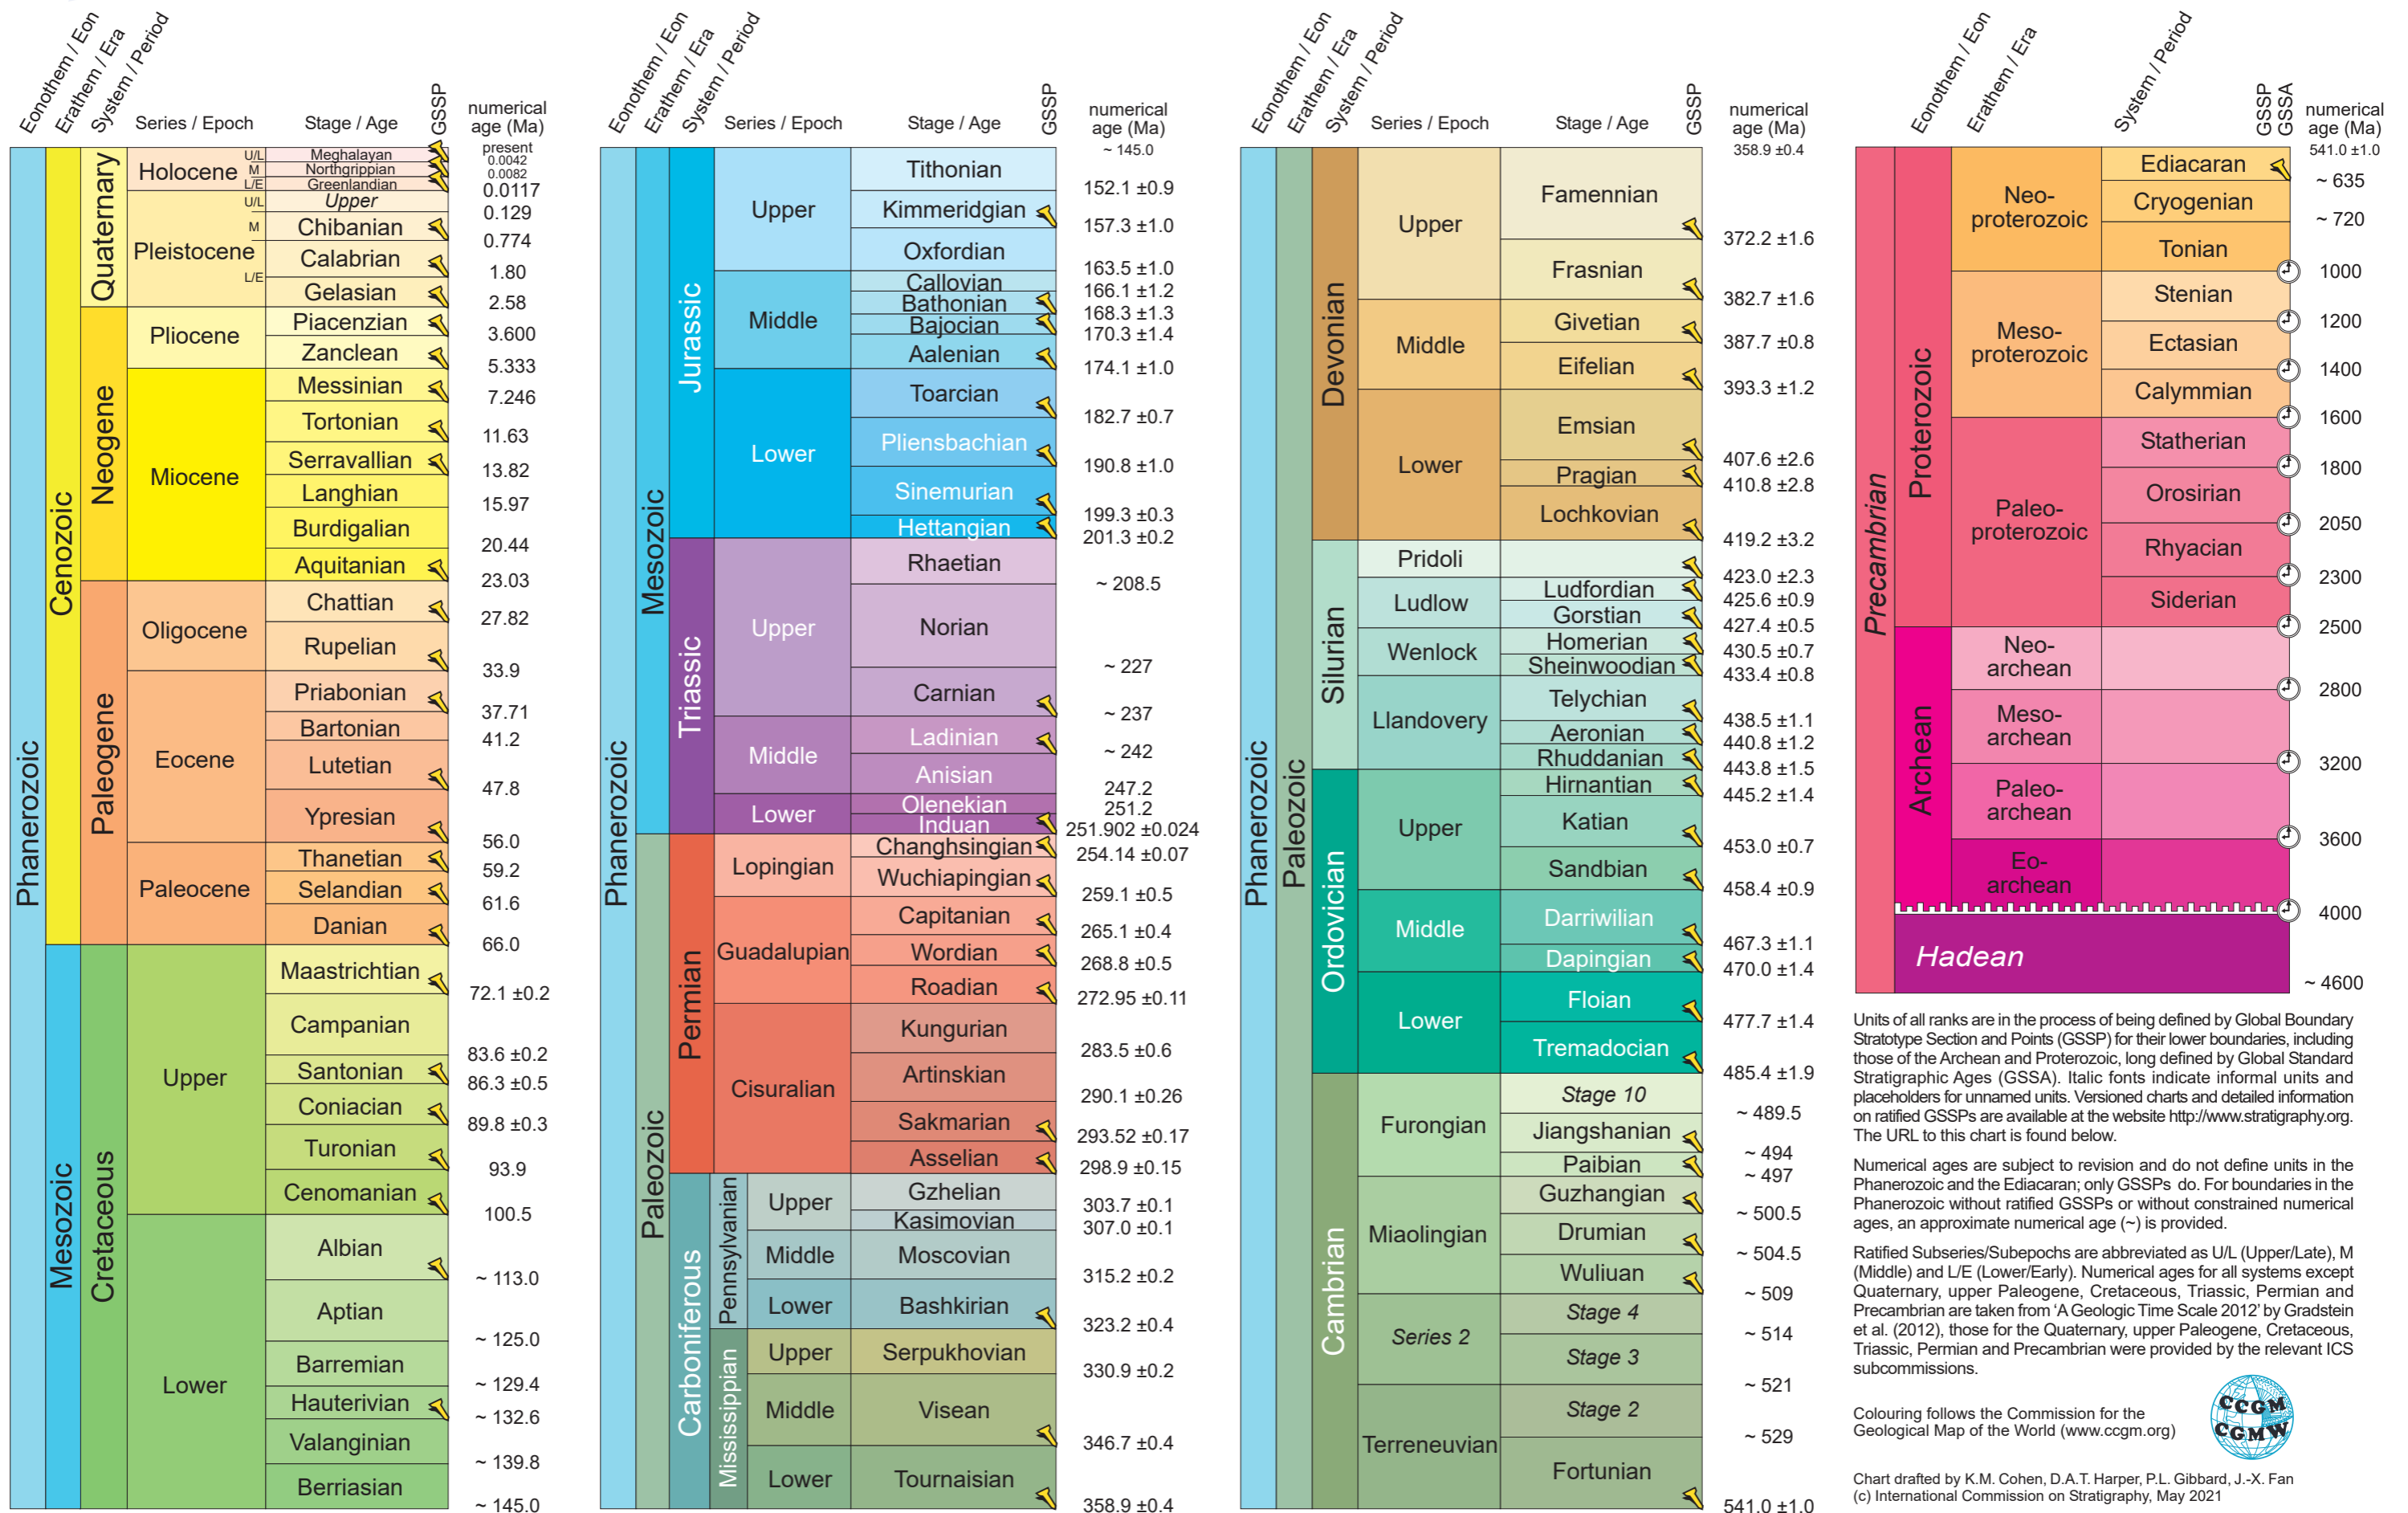 Eonothem / Eon
Erathem / Era
System / Period
Series / Epoch
Stage / Age
GSSP
numerical
age (Ma)
Phanerozoic
Cenozoic
Mesozoic
Quaternary
Neogene
Paleogene
Cretaceous
Holocene
U/L
M
L/E
Pleistocene
U/L
M
L/E
Pliocene
Miocene
Oligocene
Eocene
Paleocene
Upper
Lower
present
Meghalayan
0.0042
Northgrippian
0.0082
Greenlandian
0.0117
Upper
0.129
Chibanian
0.774
Calabrian
1.80
Gelasian
2.58
Piacenzian
3.600
Zanclean
5.333
Messinian
7.246
Tortonian
11.63
Serravallian
13.82
Langhian
15.97
Burdigalian
20.44
Aquitanian
23.03
Chattian
27.82
Rupelian
33.9
Priabonian
37.71
Bartonian
41.2
Lutetian
47.8
Ypresian
56.0
Thanetian
59.2
Selandian
61.6
Danian
66.0
Maastrichtian
72.1 ±0.2
Campanian
83.6 ±0.2
Santonian
86.3 ±0.5
Coniacian
89.8 ±0.3
Turonian
93.9
Cenomanian
100.5
Albian
~ 113.0
Aptian
~ 125.0
Barremian
~ 129.4
Hauterivian
~ 132.6
Valanginian
~ 139.8
Berriasian
~ 145.0
Eonothem / Eon
Erathem / Era
System / Period
Series / Epoch
Stage / Age
GSSP
numerical
age (Ma)
Phanerozoic
Mesozoic
Paleozoic
Jurassic
Triassic
Permian
Carboniferous
Pennsylvanian
Mississippian
Upper
Middle
Lower
Upper
Middle
Lower
Lopingian
Guadalupian
Cisuralian
Upper
Middle
Lower
Upper
Middle
Lower
~ 145.0
Tithonian
152.1 ±0.9
Kimmeridgian
157.3 ±1.0
Oxfordian
163.5 ±1.0
Callovian
166.1 ±1.2
Bathonian
168.3 ±1.3
Bajocian
170.3 ±1.4
Aalenian
174.1 ±1.0
Toarcian
182.7 ±0.7
Pliensbachian
190.8 ±1.0
Sinemurian
199.3 ±0.3
Hettangian
201.3 ±0.2
Rhaetian
~ 208.5
Norian
~ 227
Carnian
~ 237
Ladinian
~ 242
Anisian
247.2
Olenekian
251.2
Induan
251.902 ±0.024
Changhsingian
254.14 ±0.07
Wuchiapingian
259.1 ±0.5
Capitanian
265.1 ±0.4
Wordian
268.8 ±0.5
Roadian
272.95 ±0.11
Kungurian
283.5 ±0.6
Artinskian
290.1 ±0.26
Sakmarian
293.52 ±0.17
Asselian
298.9 ±0.15
Gzhelian
303.7 ±0.1
Kasimovian
307.0 ±0.1
Moscovian
315.2 ±0.2
Bashkirian
323.2 ±0.4
Serpukhovian
330.9 ±0.2
Visean
346.7 ±0.4
Tournaisian
358.9 ±0.4
Eonothem / Eon
Erathem / Era
System / Period
Series / Epoch
Stage / Age
GSSP
numerical
age (Ma)
Phanerozoic
Paleozoic
Devonian
Silurian
Ordovician
Cambrian
Upper
Middle
Lower
Pridoli
Ludlow
Wenlock
Llandovery
Upper
Middle
Lower
Furongian
Miaolingian
Series 2
Terreneuvian
358.9 ±0.4
Famennian
372.2 ±1.6
Frasnian
382.7 ±1.6
Givetian
387.7 ±0.8
Eifelian
393.3 ±1.2
Emsian
407.6 ±2.6
Pragian
410.8 ±2.8
Lochkovian
419.2 ±3.2
423.0 ±2.3
Ludfordian
425.6 ±0.9
Gorstian
427.4 ±0.5
Homerian
430.5 ±0.7
Sheinwoodian
433.4 ±0.8
Telychian
438.5 ±1.1
Aeronian
440.8 ±1.2
Rhuddanian
443.8 ±1.5
Hirnantian
445.2 ±1.4
Katian
453.0 ±0.7
Sandbian
458.4 ±0.9
Darriwilian
467.3 ±1.1
Dapingian
470.0 ±1.4
Floian
477.7 ±1.4
Tremadocian
485.4 ±1.9
Stage 10
~ 489.5
Jiangshanian
~ 494
Paibian
~ 497
Guzhangian
~ 500.5
Drumian
~ 504.5
Wuliuan
~ 509
Stage 4
~ 514
Stage 3
~ 521
Stage 2
~ 529
Fortunian
541.0 ±1.0
Eonothem / Eon
Erathem / Era
System / Period
GSSP
GSSA
numerical
age (Ma)
Precambrian
Proterozoic
Archean
Hadean
Neo-
proterozoic
Meso-
proterozoic
Paleo-
proterozoic
Neo-
archean
Meso-
archean
Paleo-
archean
Eo-
archean
541.0 ±1.0
Ediacaran
~ 635
Cryogenian
~ 720
Tonian
1000
Stenian
1200
Ectasian
1400
Calymmian
1600
Statherian
1800
Orosirian
2050
Rhyacian
2300
Siderian
2500
2800
3200
3600
4000
~ 4600
Units of all ranks are in the process of being defined by Global Boundary
Stratotype Section and Points (GSSP) for their lower boundaries, including
those of the Archean and Proterozoic, long defined by Global Standard
Stratigraphic Ages (GSSA). Italic fonts indicate informal units and
placeholders for unnamed units. Versioned charts and detailed information
on ratified GSSPs are available at the website http://www.stratigraphy.org.
The URL to this chart is found below.
Numerical ages are subject to revision and do not define units in the
Phanerozoic and the Ediacaran; only GSSPs do. For boundaries in the
Phanerozoic without ratified GSSPs or without constrained numerical
ages, an approximate numerical age (~) is provided.
Ratified Subseries/Subepochs are abbreviated as U/L (Upper/Late), M
(Middle) and L/E (Lower/Early). Numerical ages for all systems except
Quaternary, upper Paleogene, Cretaceous, Triassic, Permian and
Precambrian are taken from ‘A Geologic Time Scale 2012’ by Gradstein
et al. (2012), those for the Quaternary, upper Paleogene, Cretaceous,
Triassic, Permian and Precambrian were provided by the relevant ICS
subcommissions.
Colouring follows the Commission for the
Geological Map of the World (www.ccgm.org)
CCGM
CGMW
Chart drafted by K.M. Cohen, D.A.T. Harper, P.L. Gibbard, J.-X. Fan
(c) International Commission on Stratigraphy, May 2021